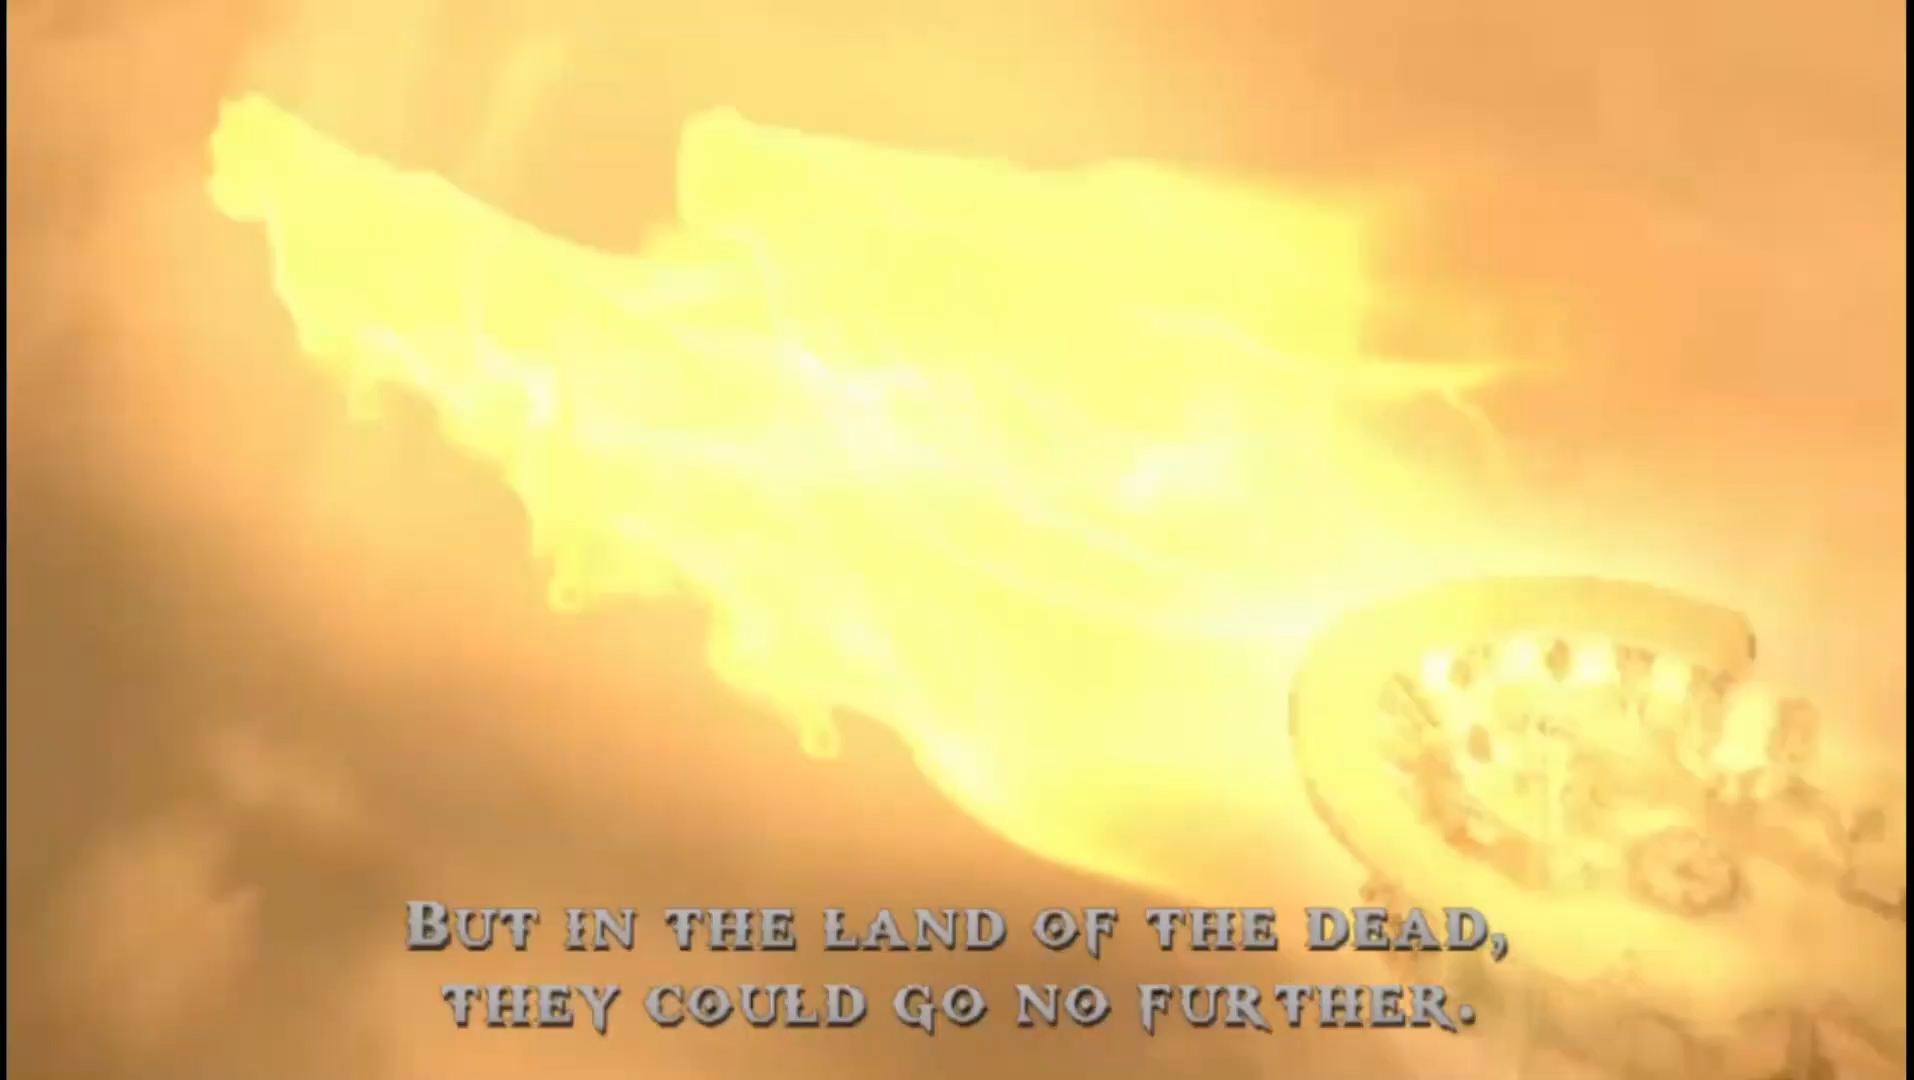 But in the land of the dead,
they could go no further.